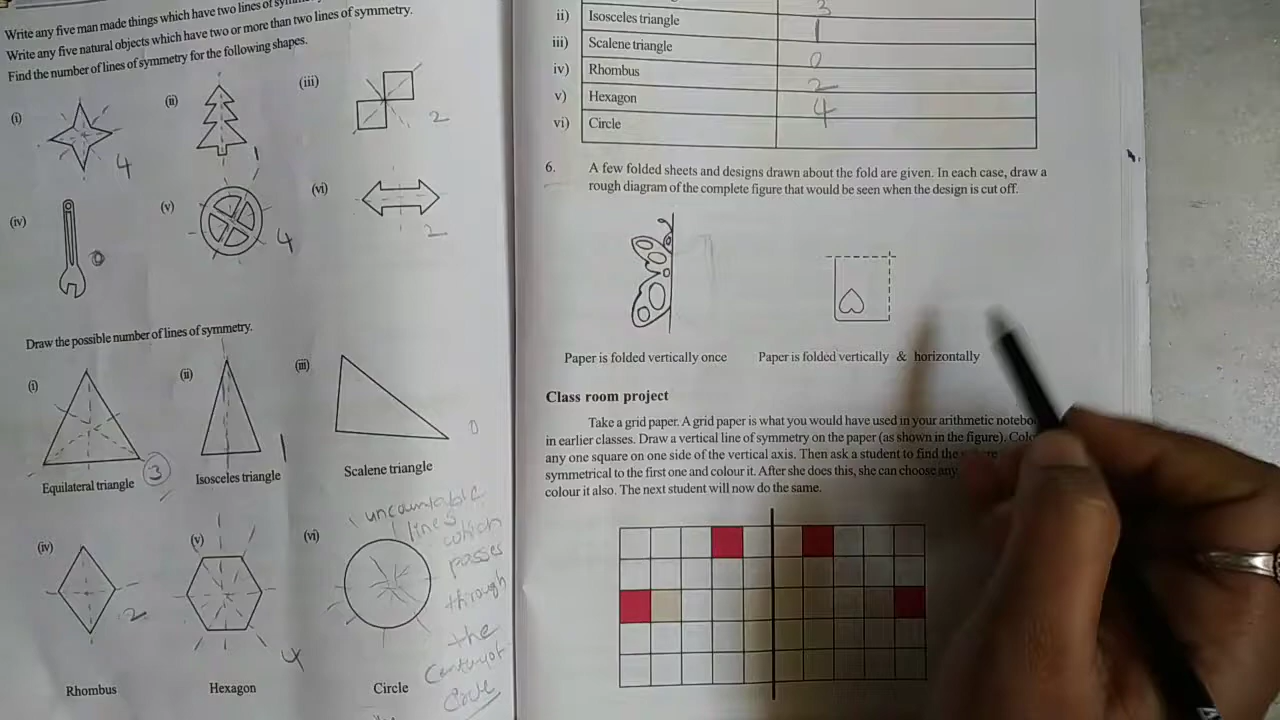 Write any five man made things which have two lines of
Write any five natural objects which have two or more than two lines of symmetry.
Find the number of lines of symmetry for the following shapes.
(i)
(ii)
(iii)
4
1
2
(iv)
(v)
(vi)
0
4
2
Draw the possible number of lines of symmetry.
(i)
(ii)
(iii)
3
1
0
Equilateral triangle
Isosceles triangle
Scalene triangle
(iv)
(v)
(vi)
uncountable
lines
which
passes
through
the
Circle
2
4
Rhombus
Hexagon
Circle
3
ii) Isosceles triangle 1
iii) Scalene triangle 0
iv) Rhombus 2
v) Hexagon 4
vi) Circle
6. A few folded sheets and designs drawn about the fold are given. In each case, draw a
rough diagram of the complete figure that would be seen when the design is cut off.
Paper is folded vertically once
Paper is folded vertically & horizontally
Class room project
Take a grid paper. A grid paper is what you would have used in your arithmetic
in earlier classes. Draw a vertical line of symmetry on the paper (as shown in the figure).
any one square on one side of the vertical axis. Then ask a student to find the
symmetrical to the first one and colour it. After she does this, she can choose any
colour it also. The next student will now do the same.